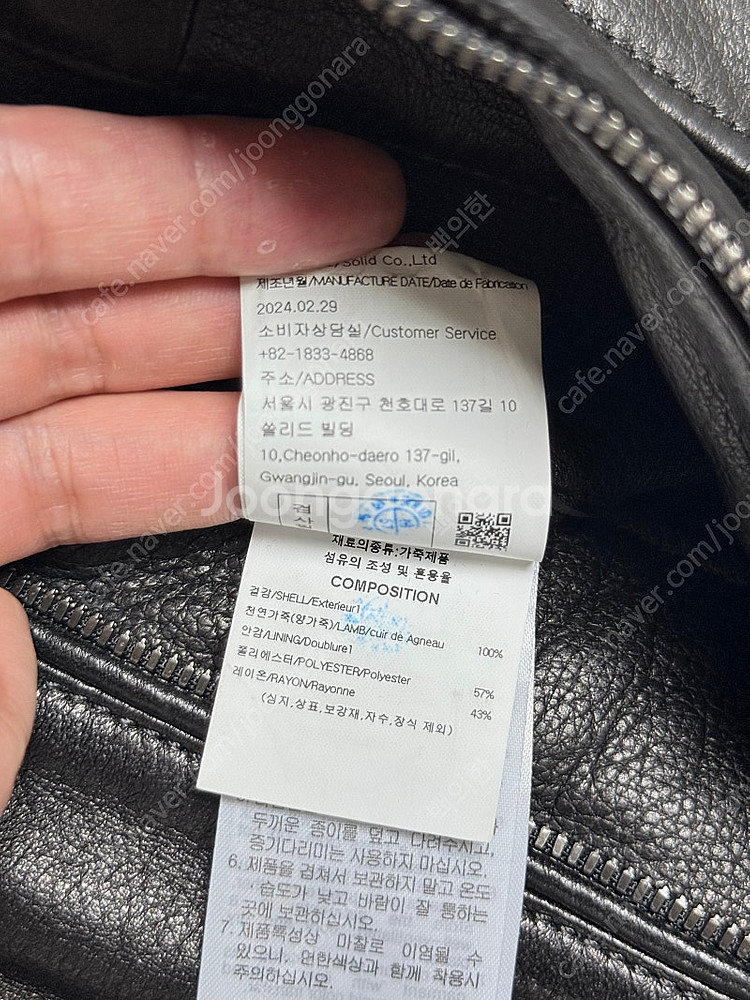 /Solid Co.,Ltd
제조년월/MANUFACTURE DATE/Date de Fabrication
2024.02.29
소비자상담실/Customer Service
+82-1833-4868
주소/ADDRESS
서울시 광진구 천호대로 137길 10
쏠리드 빌딩
10,Cheonho-daero 137-gil,
Gwangjin-gu, Seoul, Korea
Joonggonara
검
사
재료의종류:가죽제품
섬유의 조성 및 혼용율
COMPOSITION
겉감/SHELL/Exterieur1
천연가죽(양가죽)/LAMB/cuir de Agneau 100%
안감/LINING/Doublure1
폴리에스터/POLYESTER/Polyester 57%
레이온/RAYON/Rayonne 43%
(심지,상표,보강재,자수,장식 제외)
두꺼운 종이를 덮고 다려주시고,
증기다리미는 사용하지 마십시오.
6. 제품을 겹쳐서 보관하지 말고 온도
습도가 낮고 바람이 잘 통하는
곳에 보관하십시오.
7. 제품특성상 마찰로 이염될 수
있으니, 연한색상과 함께 착용시
주의하십시오.
cafe.naver.com/joonggonara
백의한